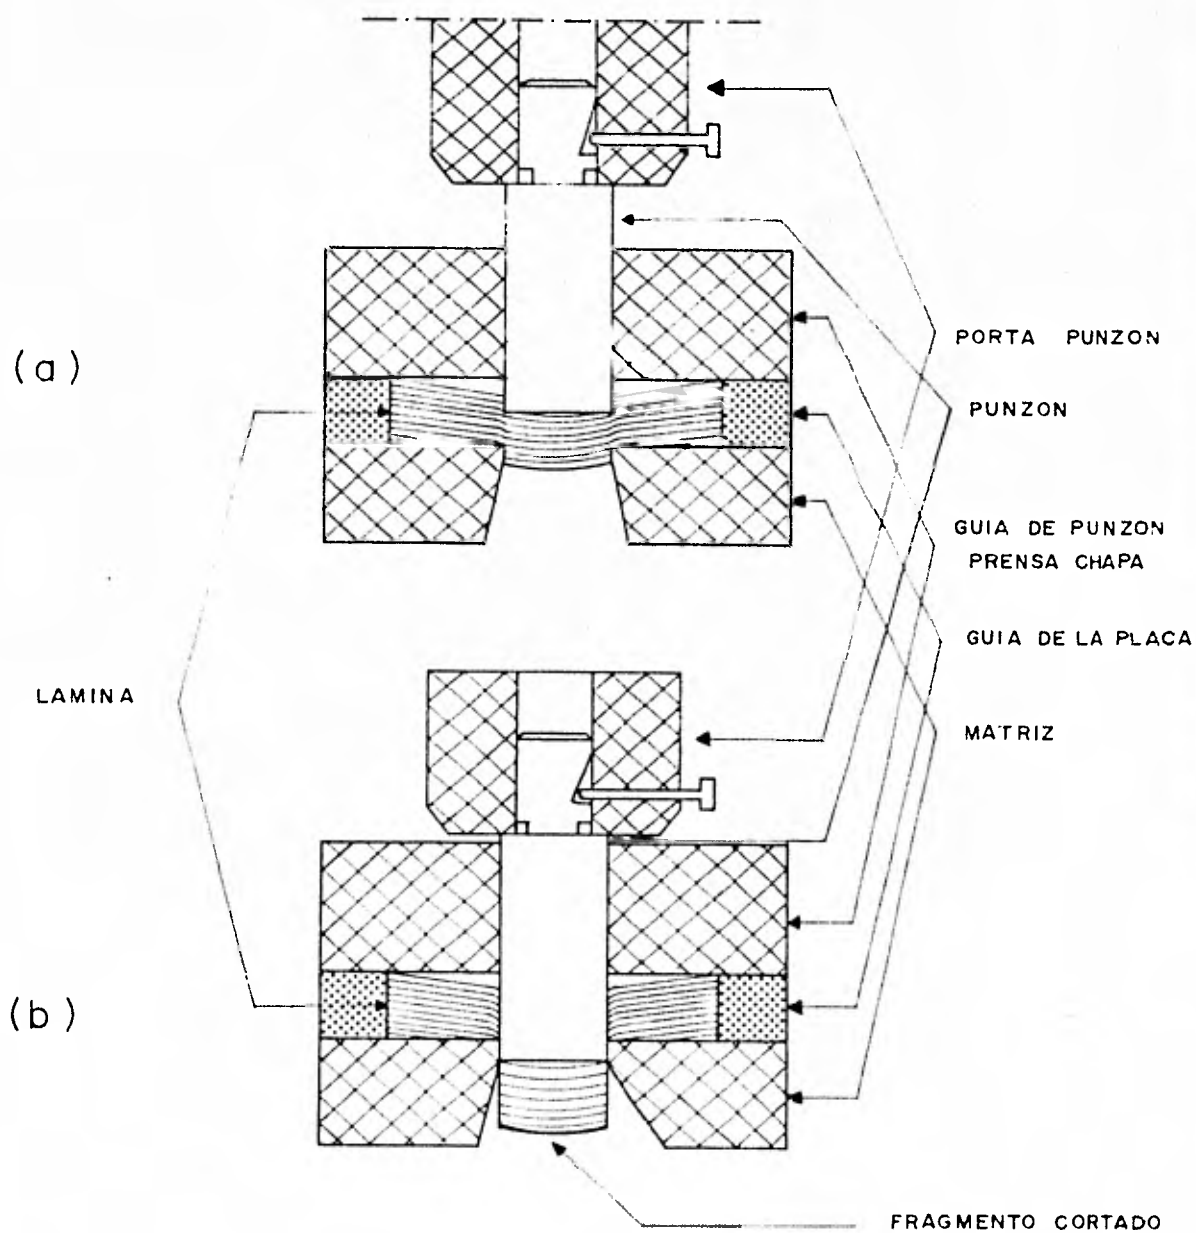 (a)
PORTA PUNZON
PUNZON
GUIA DE PUNZON
PRENSA CHAPA
GUIA DE LA PLACA
LAMINA
MATRIZ
(b)
FRAGMENTO CORTADO